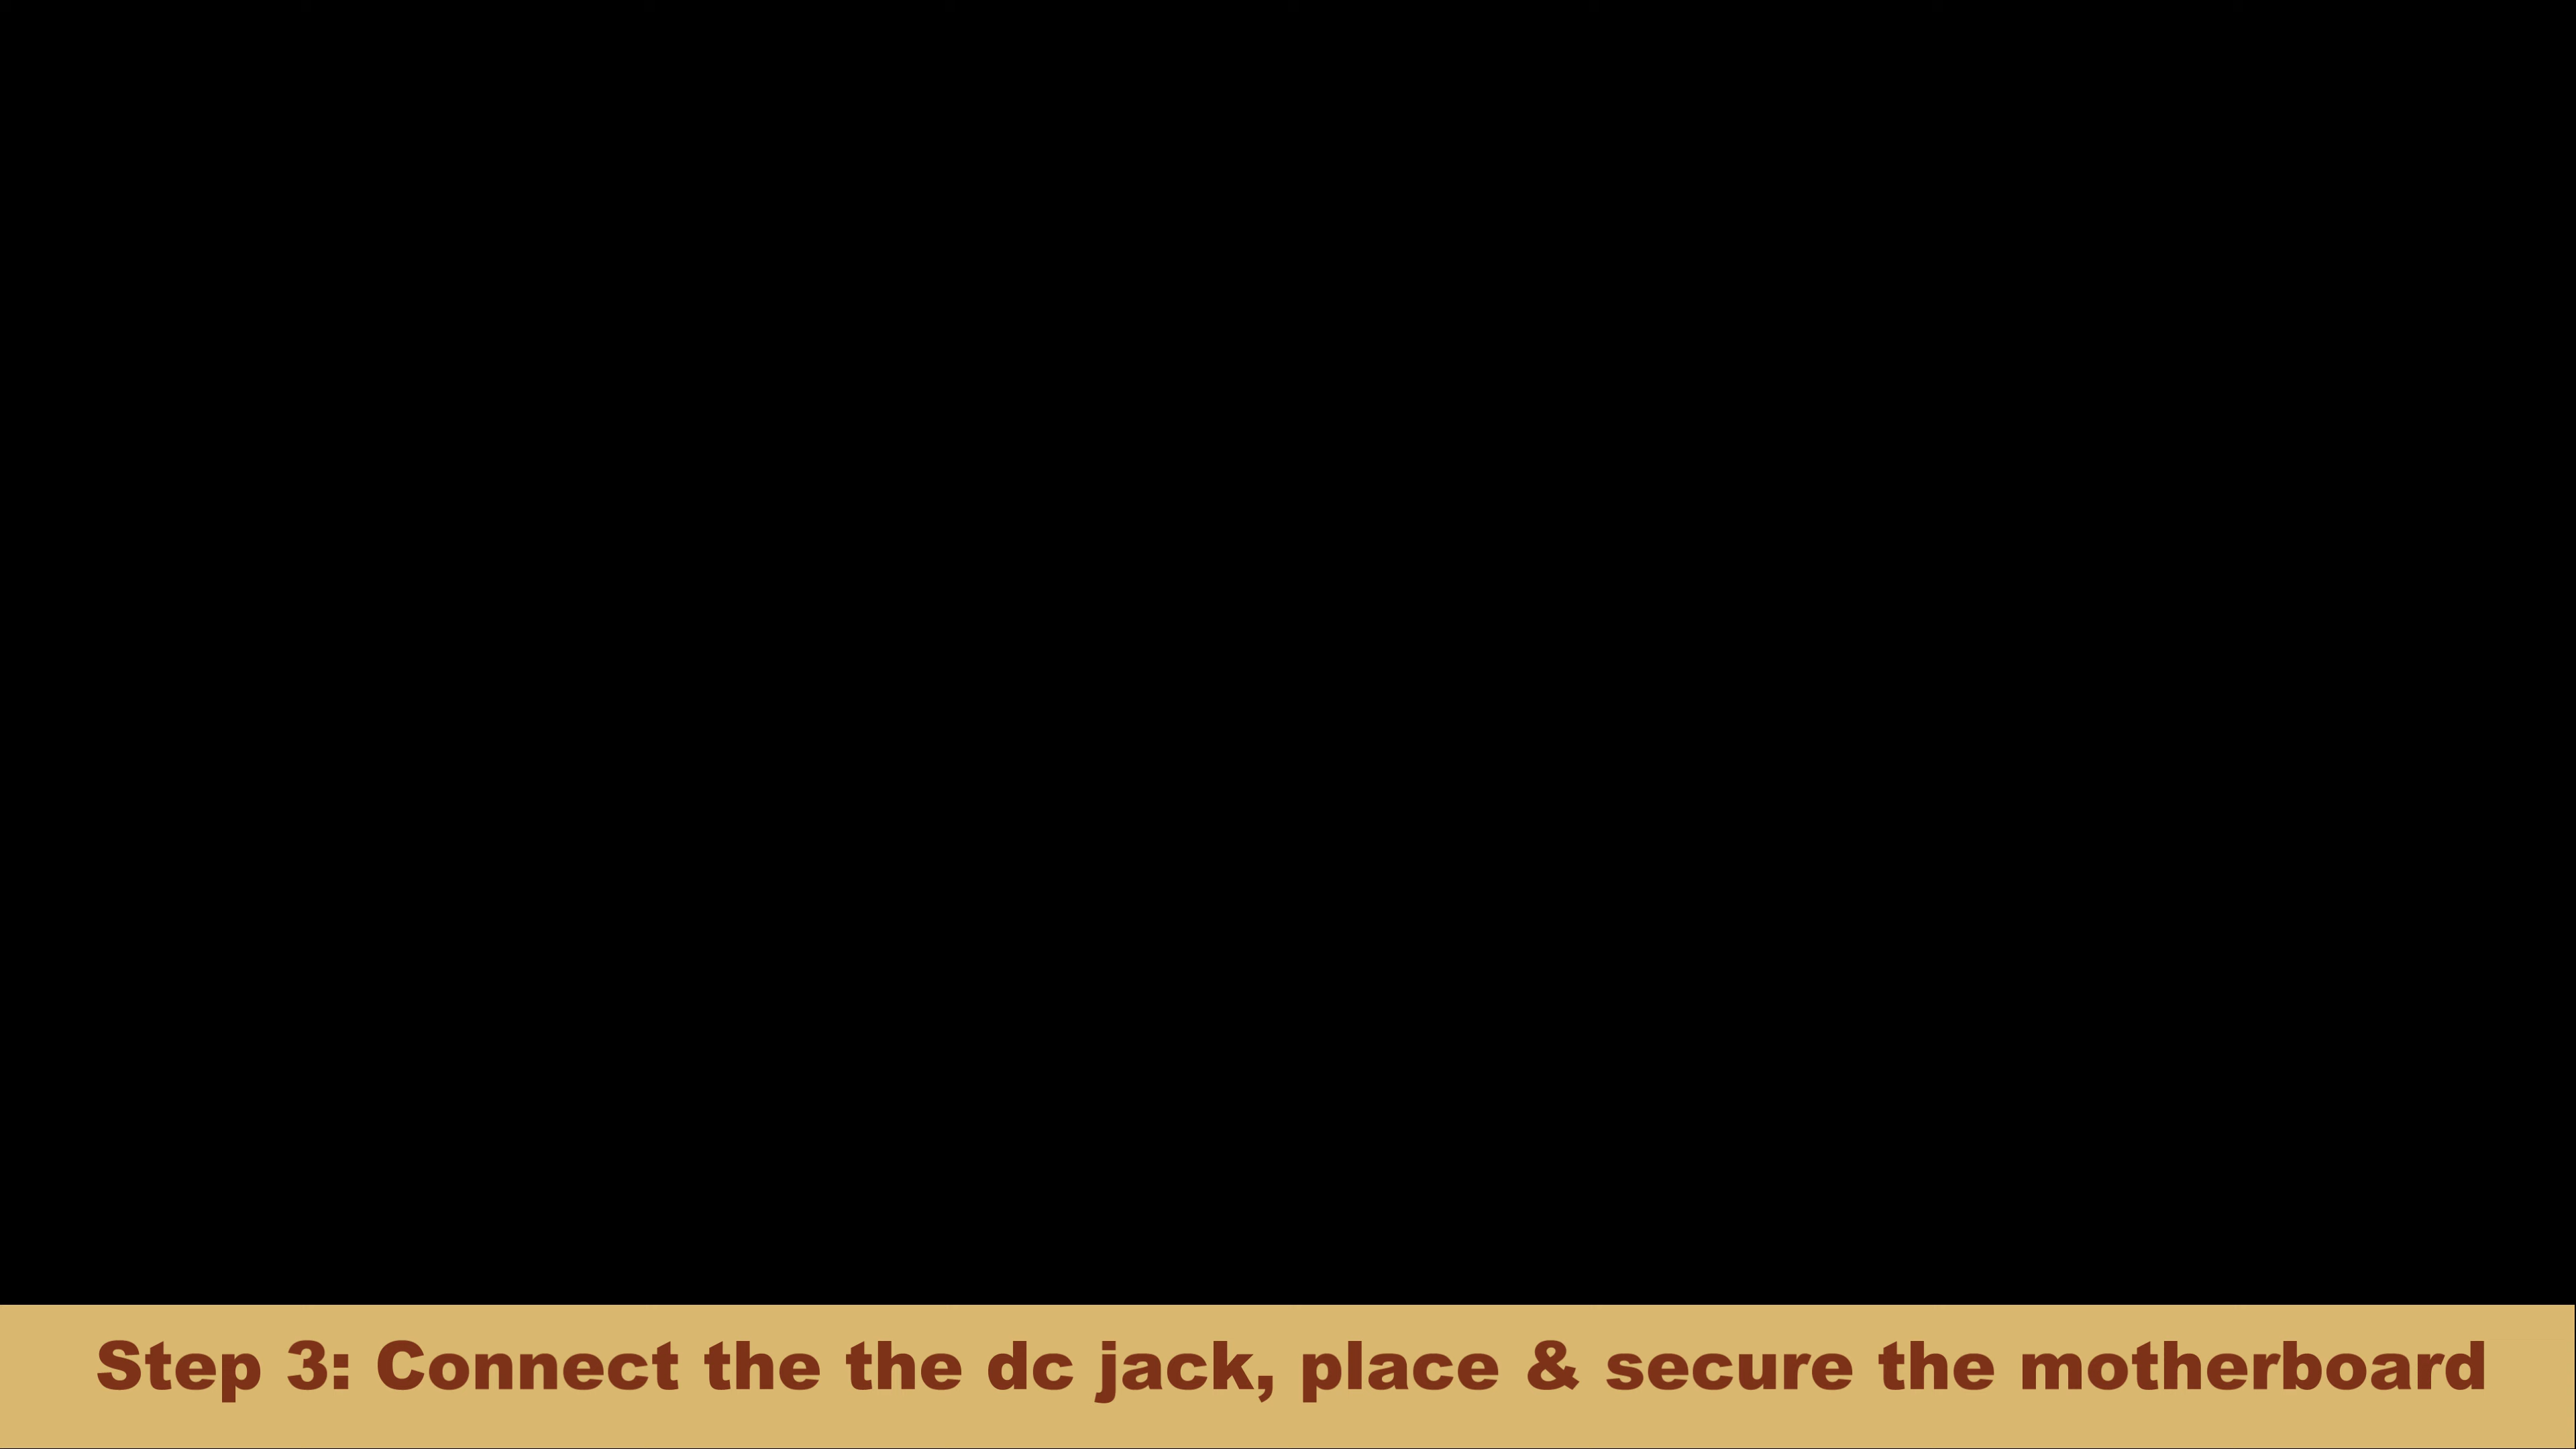 Step 3: Connect the the dc jack, place & secure the motherboard